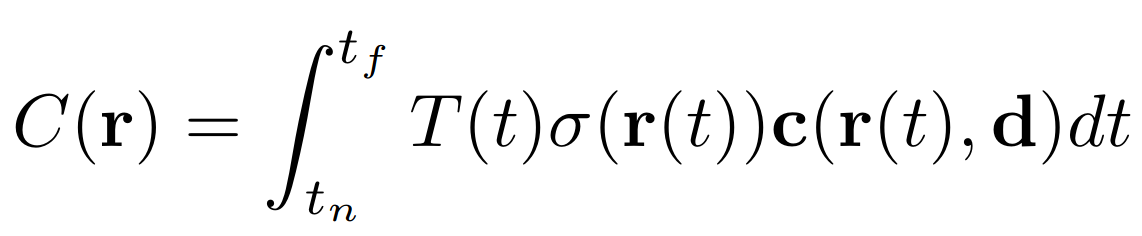 C(𝐫) = ∫_{t_n}^{t_f} T(t)σ(𝐫(t))𝐜(𝐫(t), 𝐝)dt